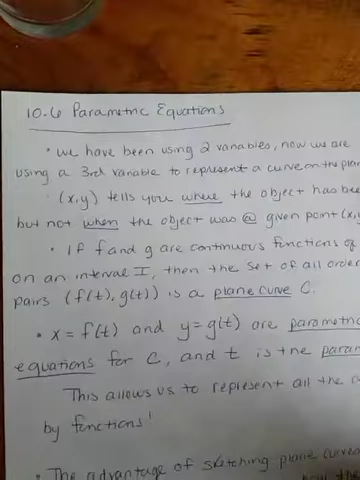 10.6 Parametric Equations
• we have been using 2 variables, now we are
using a 3rd variable to represent a curve on the plan
• (x,y) tells you where the object has bee
but not when the object was @ given point (x,y
• If f and g are continuous functions of
on an interval I, then the set of all order
pairs (f(t), g(t)) is a plane curve C.
• x = f(t) and y = g(t) are parametric
equations for C, and t is the param
This allows us to represent all the
by functions!
• The advantage of sketching plane curves
how the